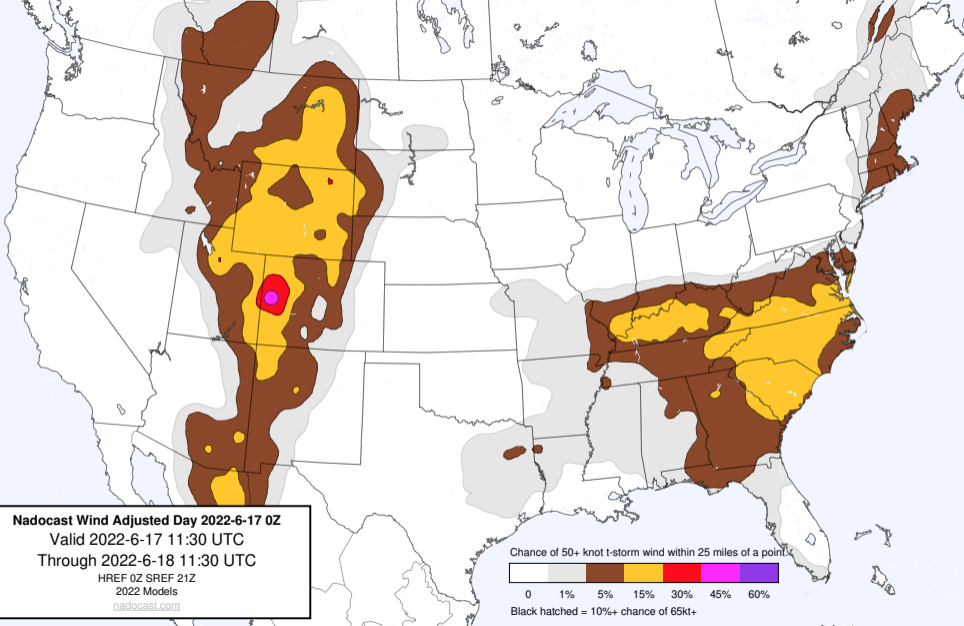 Nadocast Wind Adjusted Day 2022-6-17 0Z
Valid 2022-6-17 11:30 UTC
Through 2022-6-18 11:30 UTC
HREF 0Z SREF 21Z
2022 Models
nadocast.com
Chance of 50+ knot t-storm wind within 25 miles of a point.
0 1% 5% 15% 30% 45% 60%
Black hatched = 10%+ chance of 65kt+